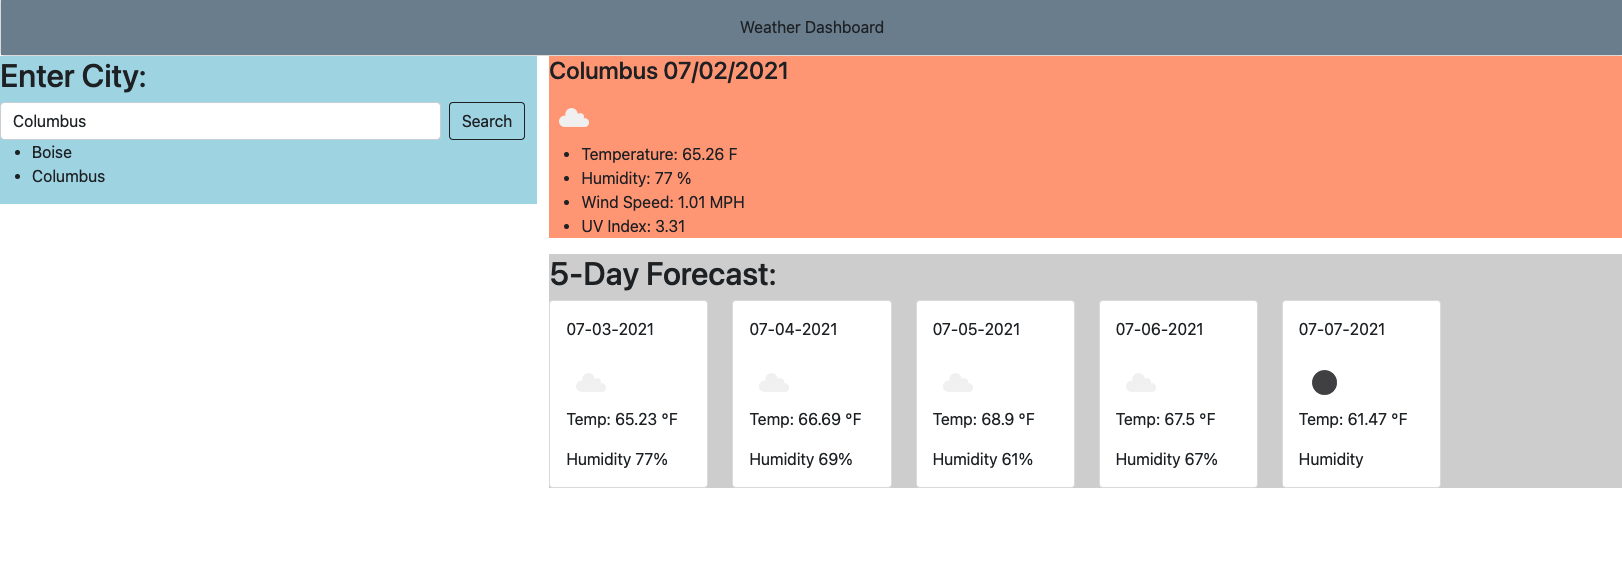 Weather Dashboard
Enter City:
Columbus
Search
Boise
Columbus
Columbus 07/02/2021
Temperature: 65.26 F
Humidity: 77 %
Wind Speed: 1.01 MPH
UV Index: 3.31
5-Day Forecast:
07-03-2021
Temp: 65.23 °F
Humidity 77%
07-04-2021
Temp: 66.69 °F
Humidity 69%
07-05-2021
Temp: 68.9 °F
Humidity 61%
07-06-2021
Temp: 67.5 °F
Humidity 67%
07-07-2021
Temp: 61.47 °F
Humidity